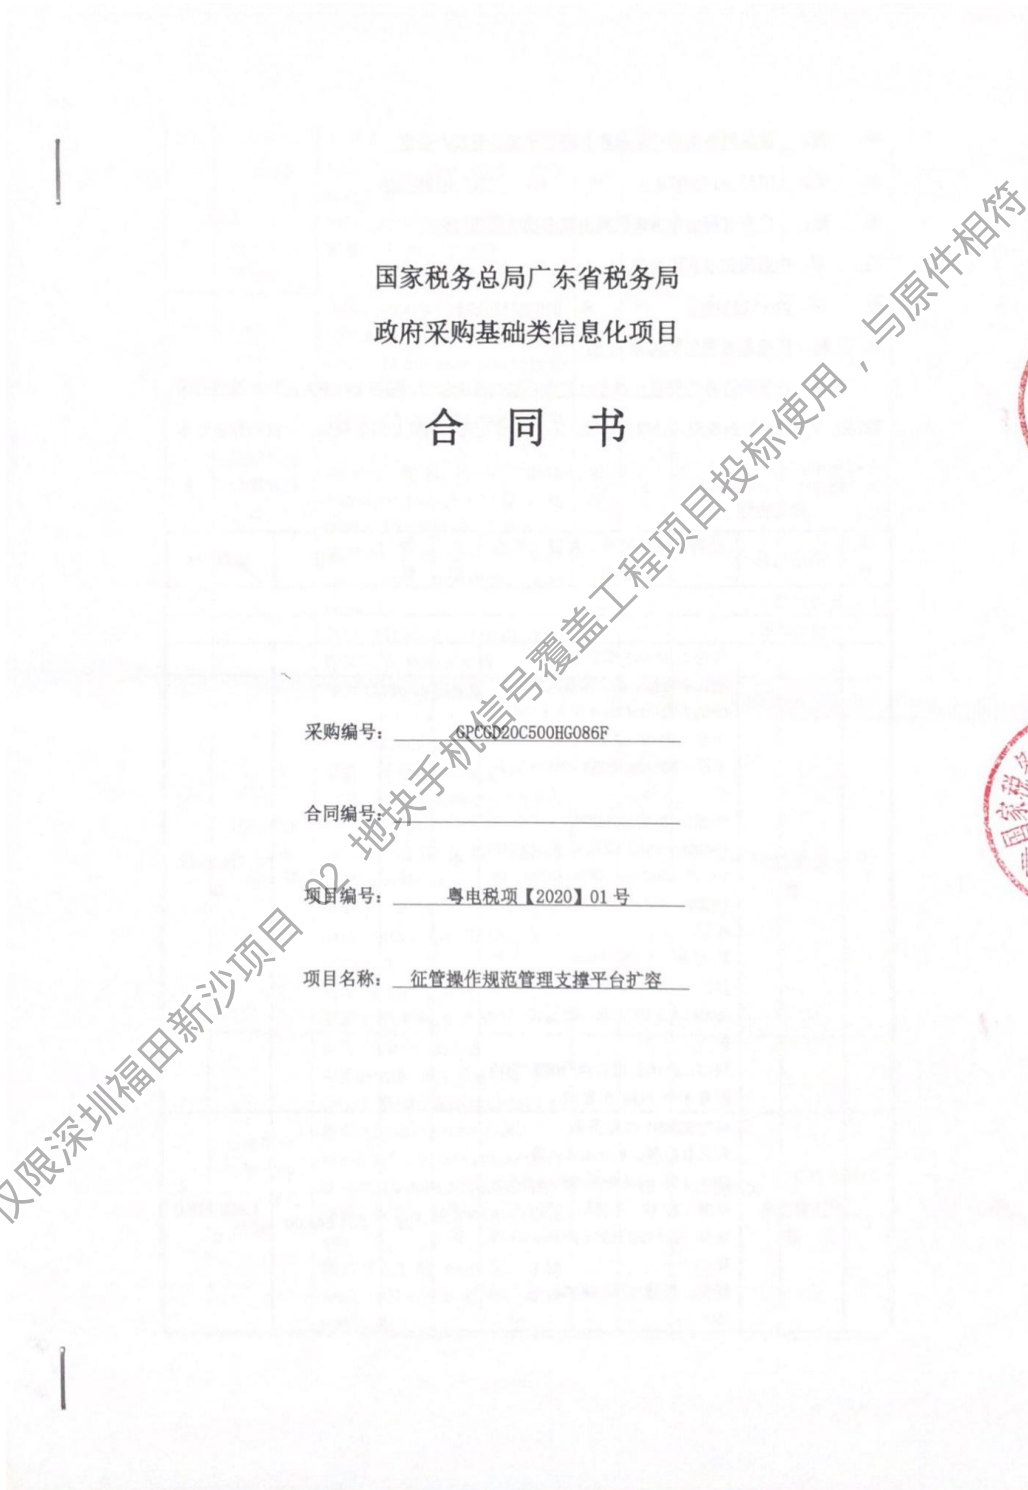 国家税务总局广东省税务局
政府采购基础类信息化项目
合同书
采购编号：GPCGD20C500HG086F
合同编号：
项目编号：粤电税项【2020】01号
项目名称：征管操作规范管理支撑平台扩容
仅限深圳福田新沙项目 02 地块手机信号覆盖工程项目投标使用，与原件相符
国家税务